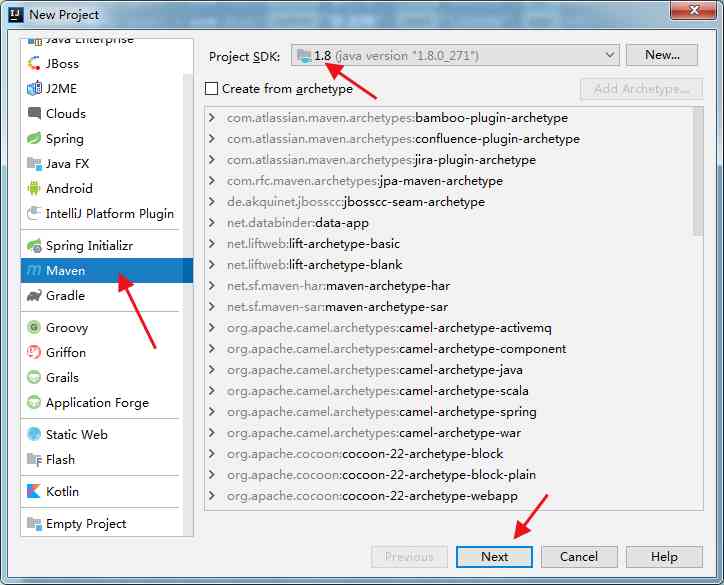 New Project
Java Enterprise
JBoss
J2ME
Clouds
Spring
Java FX
Android
IntelliJ Platform Plugin
Spring Initializr
Maven
Gradle
Groovy
Griffon
Grails
Application Forge
Static Web
Flash
Kotlin
Empty Project
Project SDK: 1.8 (java version "1.8.0_271") New...
Create from archetype Add Archetype...
com.atlassian.maven.archetypes:bamboo-plugin-archetype
com.atlassian.maven.archetypes:confluence-plugin-archetype
com.atlassian.maven.archetypes:jira-plugin-archetype
com.rfc.maven.archetypes:jpa-maven-archetype
de.akquinet.jbosscc:jbosscc-seam-archetype
net.databinder:data-app
net.liftweb:lift-archetype-basic
net.liftweb:lift-archetype-blank
net.sf.maven-har:maven-archetype-har
net.sf.maven-sar:maven-archetype-sar
org.apache.camel.archetypes:camel-archetype-activemq
org.apache.camel.archetypes:camel-archetype-component
org.apache.camel.archetypes:camel-archetype-java
org.apache.camel.archetypes:camel-archetype-scala
org.apache.camel.archetypes:camel-archetype-spring
org.apache.camel.archetypes:camel-archetype-war
org.apache.cocoon:cocoon-22-archetype-block
org.apache.cocoon:cocoon-22-archetype-block-plain
org.apache.cocoon:cocoon-22-archetype-webapp
Previous Next Cancel Help